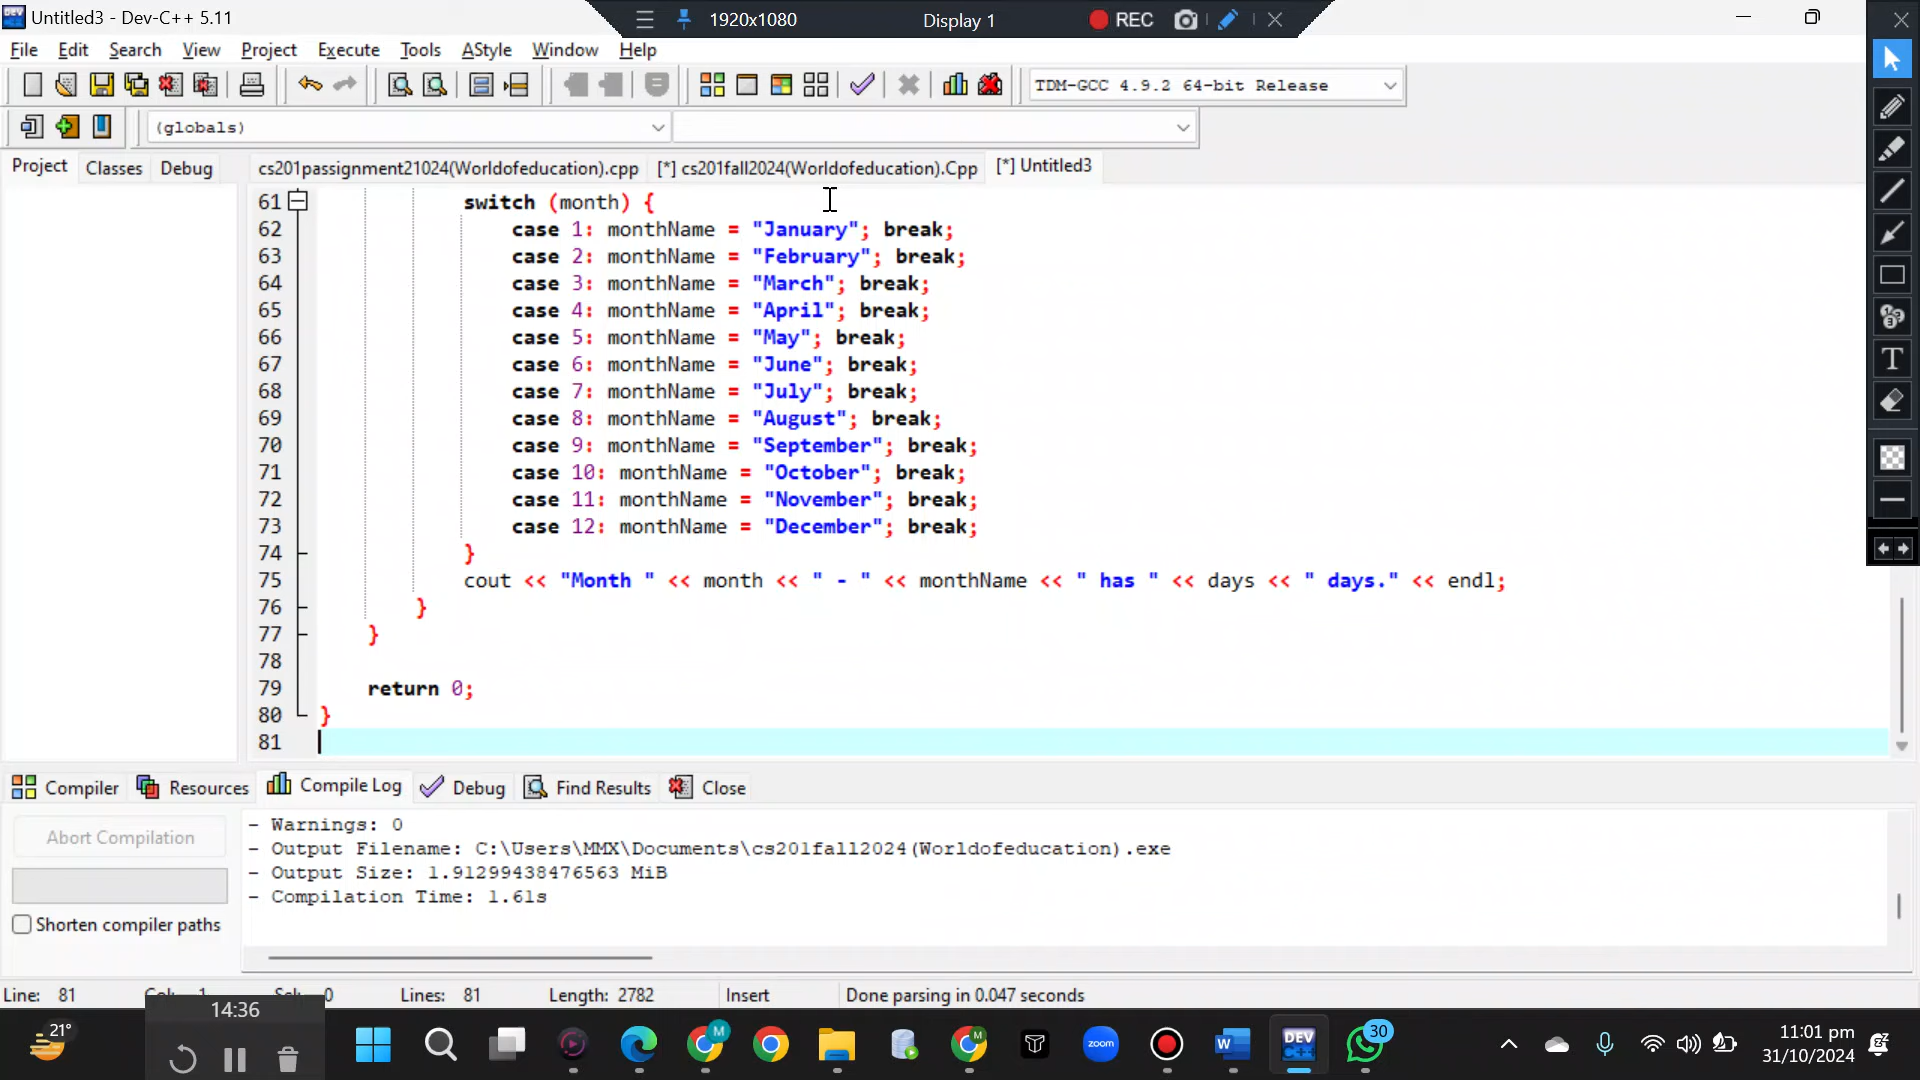 Untitled3 - Dev-C++ 5.11
1920x1080
Display 1
REC
File Edit Search View Project Execute Tools AStyle Window Help
TDM-GCC 4.9.2 64-bit Release
(globals)
Project Classes Debug
cs201passignment21024(Worldofeducation).cpp [*] cs201fall2024(Worldofeducation).Cpp [*] Untitled3
61 switch (month) {
62 case 1: monthName = "January"; break;
63 case 2: monthName = "February"; break;
64 case 3: monthName = "March"; break;
65 case 4: monthName = "April"; break;
66 case 5: monthName = "May"; break;
67 case 6: monthName = "June"; break;
68 case 7: monthName = "July"; break;
69 case 8: monthName = "August"; break;
70 case 9: monthName = "September"; break;
71 case 10: monthName = "October"; break;
72 case 11: monthName = "November"; break;
73 case 12: monthName = "December"; break;
74 }
75 cout << "Month " << month << " - " << monthName << " has " << days << " days." << endl;
76 }
77 }
78
79 return 0;
80 }
81
Compiler Resources Compile Log Debug Find Results Close
Abort Compilation
Shorten compiler paths
- Warnings: 0
- Output Filename: C:\Users\MMX\Documents\cs201fall2024(Worldofeducation).exe
- Output Size: 1.91299438476563 MiB
- Compilation Time: 1.61s
Line: 81 Lines: 81 Length: 2782 Insert Done parsing in 0.047 seconds
14:36
21°
M
M
zoom
W
DEV C++
30
11:01 pm
31/10/2024